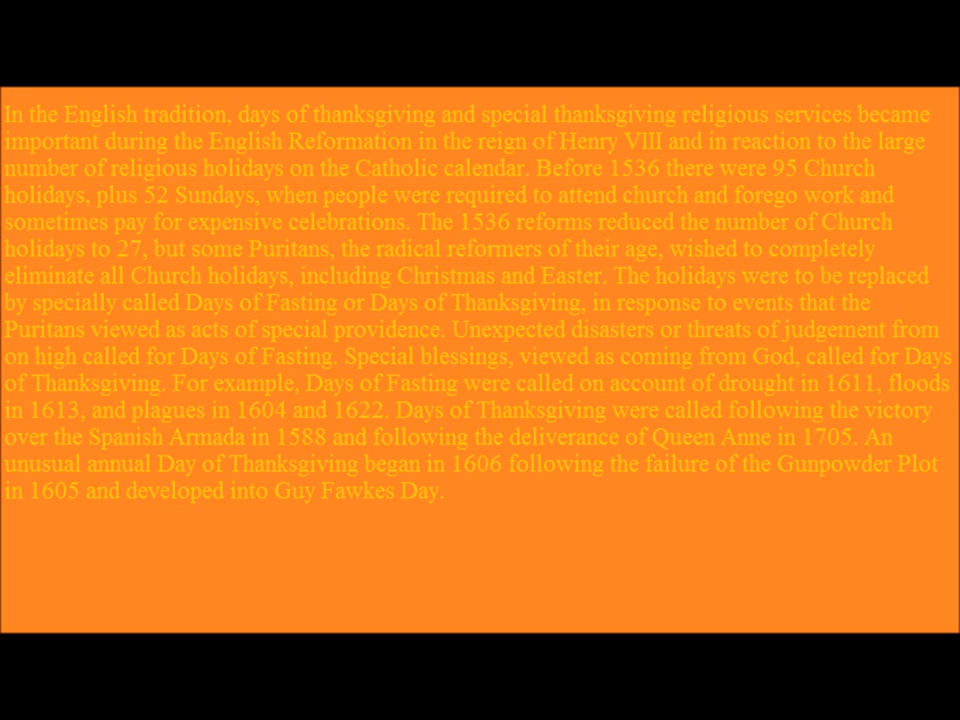 In the English tradition, days of thanksgiving and special thanksgiving religious services became
important during the English Reformation in the reign of Henry VIII and in reaction to the large
number of religious holidays on the Catholic calendar. Before 1536 there were 95 Church
holidays, plus 52 Sundays, when people were required to attend church and forego work and
sometimes pay for expensive celebrations. The 1536 reforms reduced the number of Church
holidays to 27, but some Puritans, the radical reformers of their age, wished to completely
eliminate all Church holidays, including Christmas and Easter. The holidays were to be replaced
by specially called Days of Fasting or Days of Thanksgiving, in response to events that the
Puritans viewed as acts of special providence. Unexpected disasters or threats of judgement from
on high called for Days of Fasting. Special blessings, viewed as coming from God, called for Days
of Thanksgiving. For example, Days of Fasting were called on account of drought in 1611, floods
in 1613, and plagues in 1604 and 1622. Days of Thanksgiving were called following the victory
over the Spanish Armada in 1588 and following the deliverance of Queen Anne in 1705. An
unusual annual Day of Thanksgiving began in 1606 following the failure of the Gunpowder Plot
in 1605 and developed into Guy Fawkes Day.